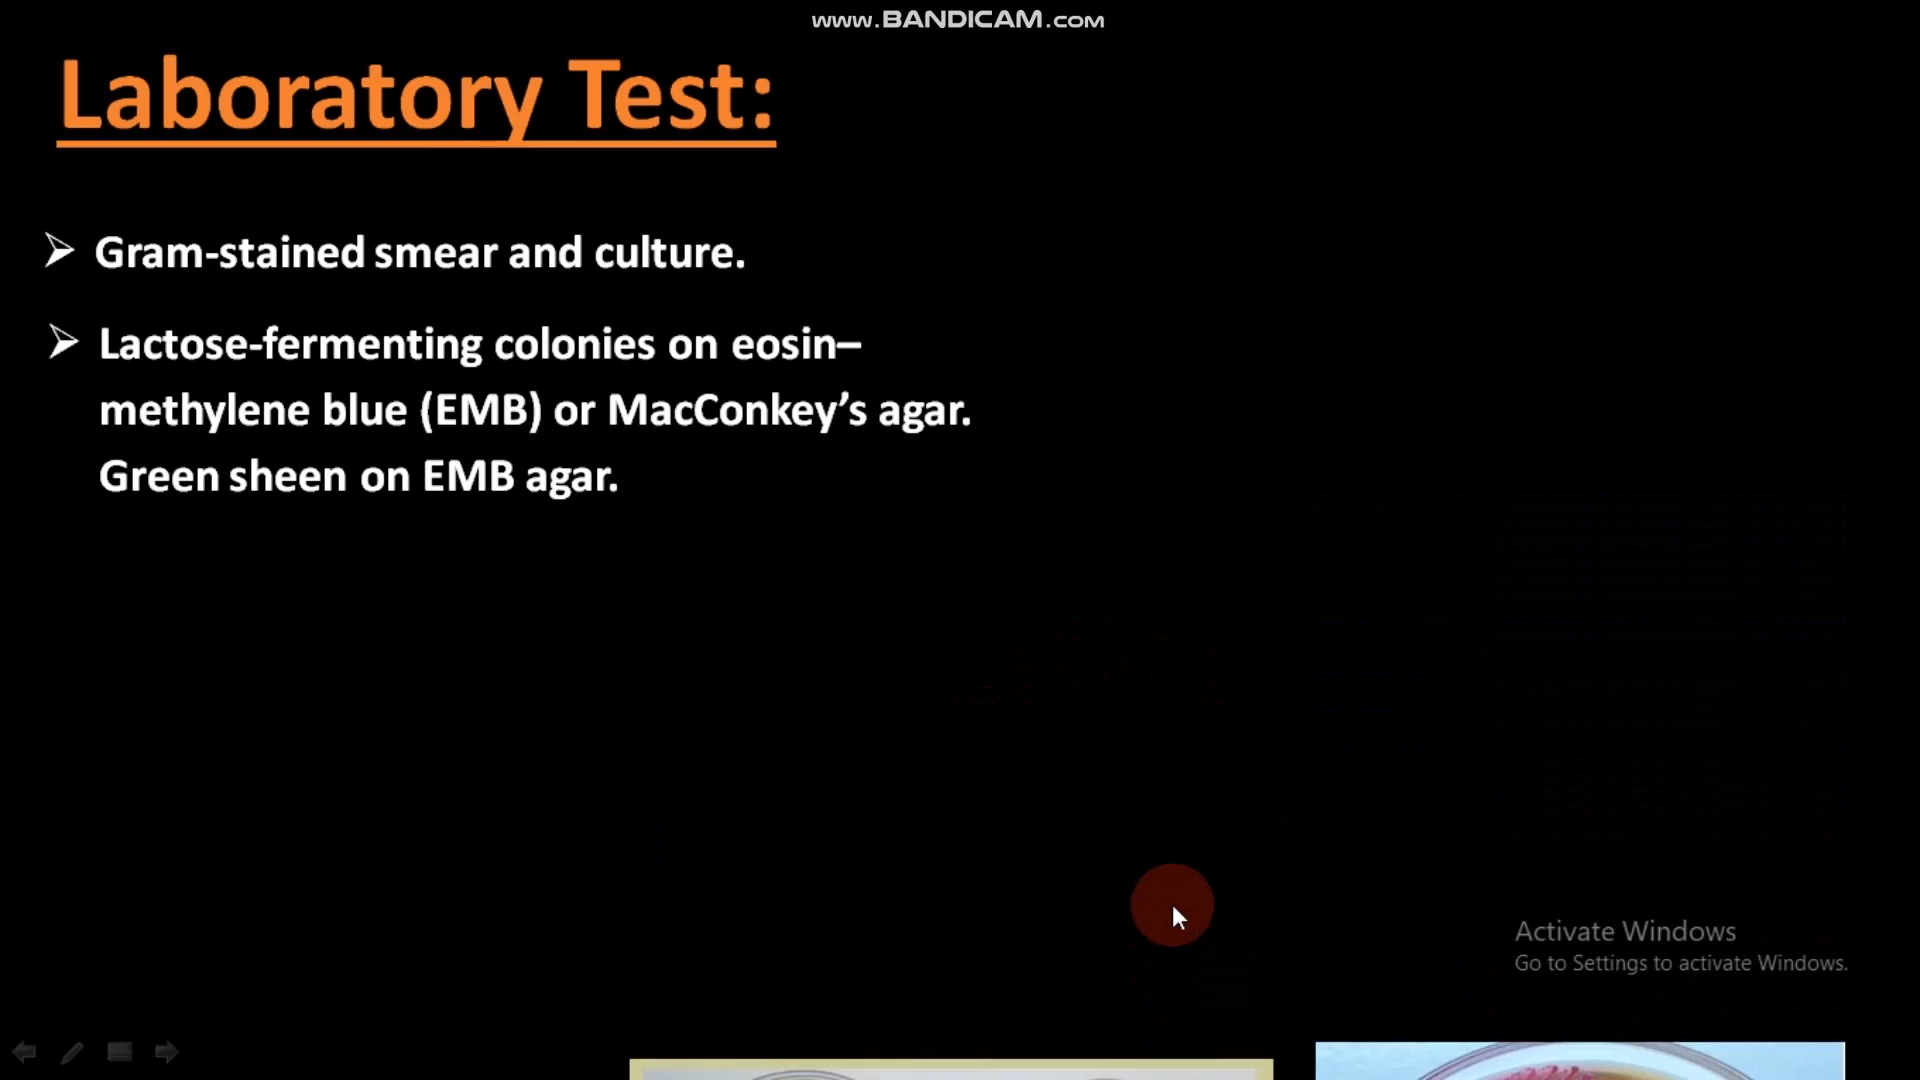 www.BANDICAM.com
Laboratory Test:
➢ Gram-stained smear and culture.
➢ Lactose-fermenting colonies on eosin–
methylene blue (EMB) or MacConkey’s agar.
Green sheen on EMB agar.
Activate Windows
Go to Settings to activate Windows.